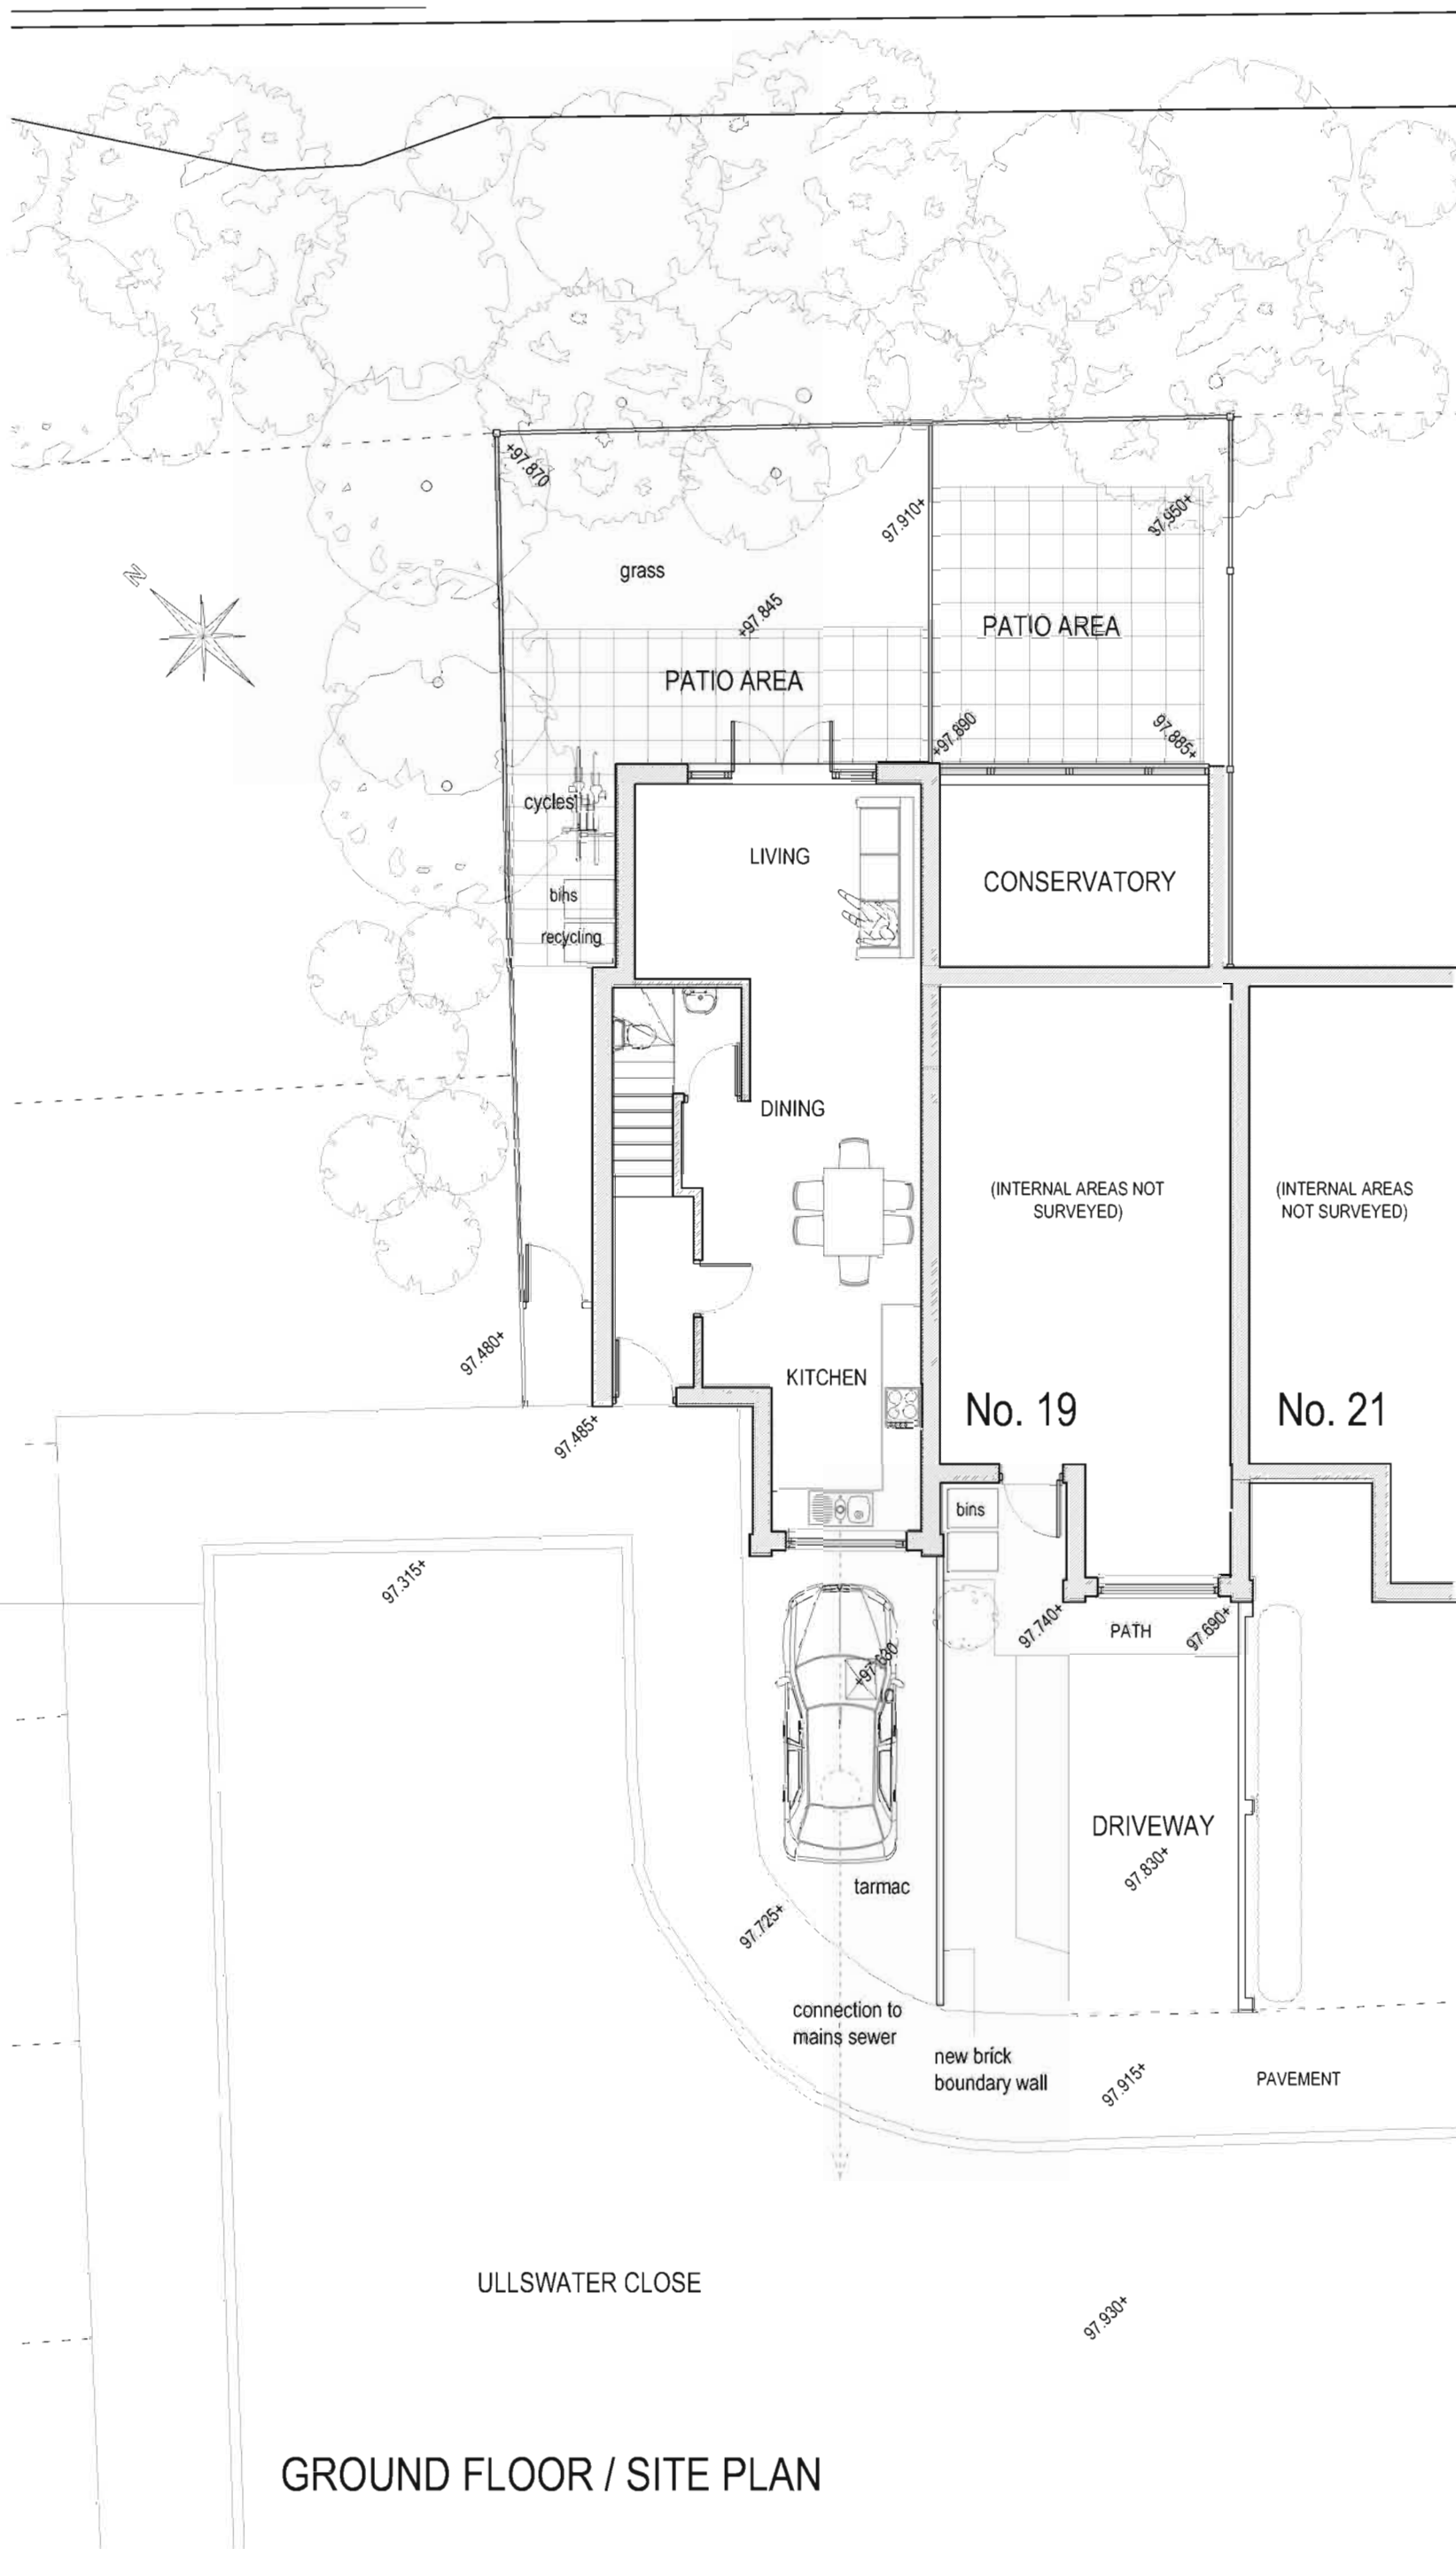 +97.870
97.910+
97.950+
N
grass
+97.845
PATIO AREA
PATIO AREA
+97.890
97.885+
cycles
LIVING
CONSERVATORY
bins
recycling
DINING
(INTERNAL AREAS NOT
SURVEYED)
(INTERNAL AREAS
NOT SURVEYED)
97.480+
KITCHEN
No. 19
No. 21
97.485+
bins
97.315+
97.740+
PATH
97.690+
+97.630
DRIVEWAY
97.830+
tarmac
97.725+
connection to
mains sewer
new brick
boundary wall
97.915+
PAVEMENT
ULLSWATER CLOSE
97.930+
GROUND FLOOR / SITE PLAN